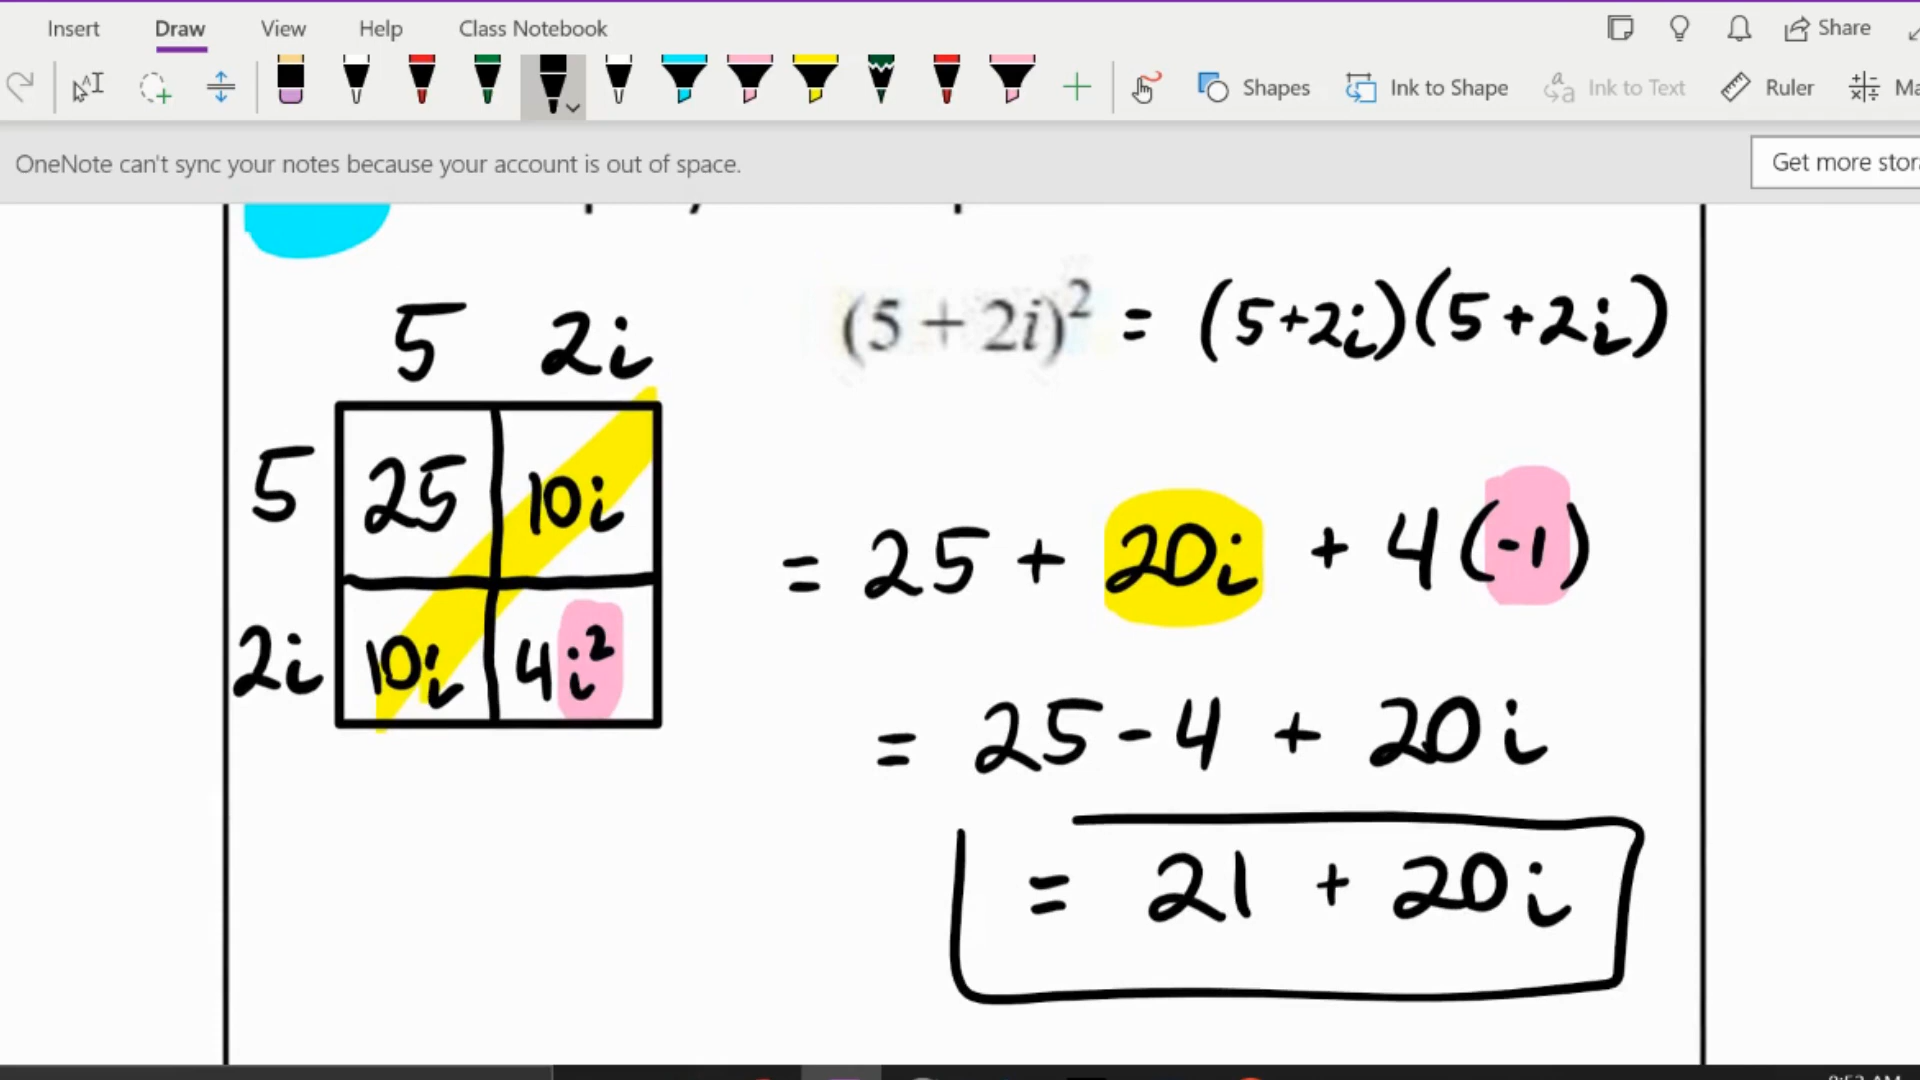 Insert Draw View Help Class Notebook Share
Shapes Ink to Shape Ink to Text Ruler
OneNote can't sync your notes because your account is out of space.
Get more
5 2i
(5 + 2i)² = (5+2i)(5+2i)
5 25 10i
= 25 + 20i + 4(-1)
2i 10i 4i²
= 25-4 + 20i
= 21 + 20i